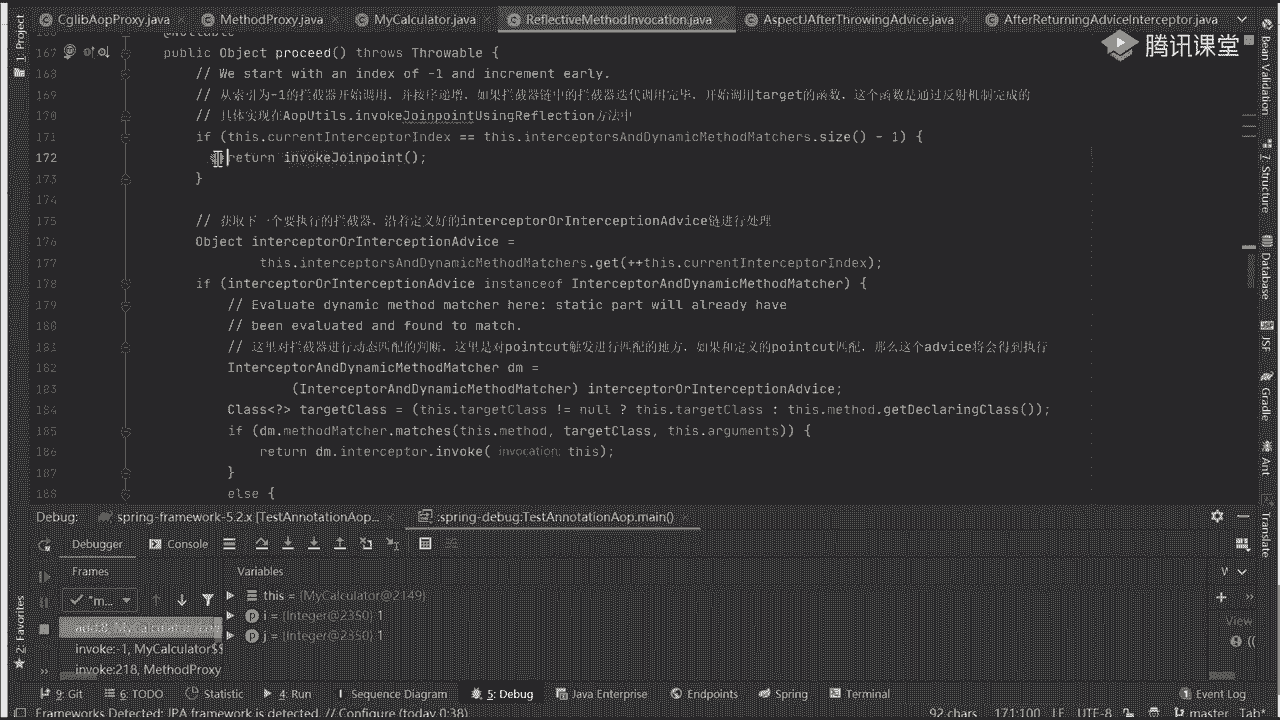 CglibAopProxy.java
MethodProxy.java
MyCalculator.java
ReflectiveMethodInvocation.java
AspectJAfterThrowingAdvice.java
AfterReturningAdviceInterceptor.java
腾讯课堂
1: Project
Bean Validation
7: Structure
Database
JSF
Gradle
Ant
Translate
2: Favorites
166 @Nullable
167 public Object proceed() throws Throwable {
168 // We start with an index of -1 and increment early.
169 // 从索引为-1的拦截器开始调用，并按序递增，如果拦截器链中的拦截器迭代调用完毕，开始调用target的函数，这个函数是通过反射机制完成的
170 // 具体实现在AopUtils.invokeJoinpointUsingReflection方法中
171 if (this.currentInterceptorIndex == this.interceptorsAndDynamicMethodMatchers.size() - 1) {
172 return invokeJoinpoint();
173 }
174
175 // 获取下一个要执行的拦截器，沿着定义好的interceptorOrInterceptionAdvice链进行处理
176 Object interceptorOrInterceptionAdvice =
177 this.interceptorsAndDynamicMethodMatchers.get(++this.currentInterceptorIndex);
178 if (interceptorOrInterceptionAdvice instanceof InterceptorAndDynamicMethodMatcher) {
179 // Evaluate dynamic method matcher here: static part will already have
180 // been evaluated and found to match.
181 // 这里对拦截器进行动态匹配的判断，这里是对pointcut触发进行匹配的地方，如果和定义的pointcut匹配，那么这个advice将会得到执行
182 InterceptorAndDynamicMethodMatcher dm =
183 (InterceptorAndDynamicMethodMatcher) interceptorOrInterceptionAdvice;
184 Class<?> targetClass = (this.targetClass != null ? this.targetClass : this.method.getDeclaringClass());
185 if (dm.methodMatcher.matches(this.method, targetClass, this.arguments)) {
186 return dm.interceptor.invoke( invocation: this);
187 }
188 else {
Debug: spring-framework-5.2.x [TestAnnotationAop... :spring-debug:TestAnnotationAop.main()
Debugger Console
Frames Variables
"m...
this = {MyCalculator@2149}
i = {Integer@2350} 1
j = {Integer@2350} 1
add:8, MyCalculator
invoke:-1, MyCalculator$$
invoke:218, MethodProxy
View
9: Git 6: TODO Statistic 4: Run Sequence Diagram 5: Debug Java Enterprise Endpoints Spring Terminal 1 Event Log
Frameworks Detected: JPA framework is detected. // Configure (today 0:38) 92 chars 171:100 LF UTF-8 master Tab*